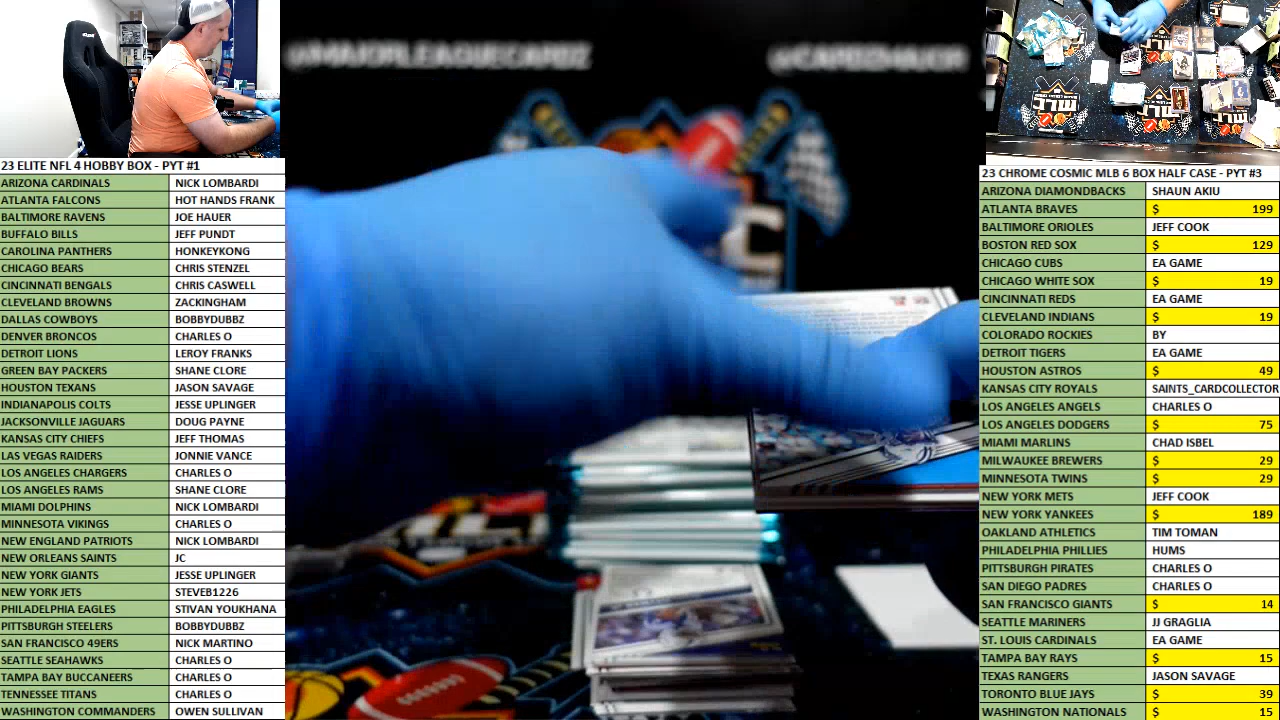 @MAJORLEAGUECARDZ
@CARDZNAUGH
23 ELITE NFL 4 HOBBY BOX - PYT #1
ARIZONA CARDINALS NICK LOMBARDI
ATLANTA FALCONS HOT HANDS FRANK
BALTIMORE RAVENS JOE HAUER
BUFFALO BILLS JEFF PUNDT
CAROLINA PANTHERS HONKEYKONG
CHICAGO BEARS CHRIS STENZEL
CINCINNATI BENGALS CHRIS CASWELL
CLEVELAND BROWNS ZACKINGHAM
DALLAS COWBOYS BOBBYDUBBZ
DENVER BRONCOS CHARLES O
DETROIT LIONS LEROY FRANKS
GREEN BAY PACKERS SHANE CLORE
HOUSTON TEXANS JASON SAVAGE
INDIANAPOLIS COLTS JESSE UPLINGER
JACKSONVILLE JAGUARS DOUG PAYNE
KANSAS CITY CHIEFS JEFF THOMAS
LAS VEGAS RAIDERS JONNIE VANCE
LOS ANGELES CHARGERS CHARLES O
LOS ANGELES RAMS SHANE CLORE
MIAMI DOLPHINS NICK LOMBARDI
MINNESOTA VIKINGS CHARLES O
NEW ENGLAND PATRIOTS NICK LOMBARDI
NEW ORLEANS SAINTS JC
NEW YORK GIANTS JESSE UPLINGER
NEW YORK JETS STEVEB1226
PHILADELPHIA EAGLES STIVAN YOUKHANA
PITTSBURGH STEELERS BOBBYDUBBZ
SAN FRANCISCO 49ERS NICK MARTINO
SEATTLE SEAHAWKS CHARLES O
TAMPA BAY BUCCANEERS CHARLES O
TENNESSEE TITANS CHARLES O
WASHINGTON COMMANDERS OWEN SULLIVAN
23 CHROME COSMIC MLB 6 BOX HALF CASE - PYT #3
ARIZONA DIAMONDBACKS SHAUN AKIU
ATLANTA BRAVES $ 199
BALTIMORE ORIOLES JEFF COOK
BOSTON RED SOX $ 129
CHICAGO CUBS EA GAME
CHICAGO WHITE SOX $ 19
CINCINNATI REDS EA GAME
CLEVELAND INDIANS $ 19
COLORADO ROCKIES BY
DETROIT TIGERS EA GAME
HOUSTON ASTROS $ 49
KANSAS CITY ROYALS SAINTS_CARDCOLLECTOR
LOS ANGELES ANGELS CHARLES O
LOS ANGELES DODGERS $ 75
MIAMI MARLINS CHAD ISBEL
MILWAUKEE BREWERS $ 29
MINNESOTA TWINS $ 29
NEW YORK METS JEFF COOK
NEW YORK YANKEES $ 189
OAKLAND ATHLETICS TIM TOMAN
PHILADELPHIA PHILLIES HUMS
PITTSBURGH PIRATES CHARLES O
SAN DIEGO PADRES CHARLES O
SAN FRANCISCO GIANTS $ 14
SEATTLE MARINERS JJ GRAGLIA
ST. LOUIS CARDINALS EA GAME
TAMPA BAY RAYS $ 15
TEXAS RANGERS JASON SAVAGE
TORONTO BLUE JAYS $ 39
WASHINGTON NATIONALS $ 15